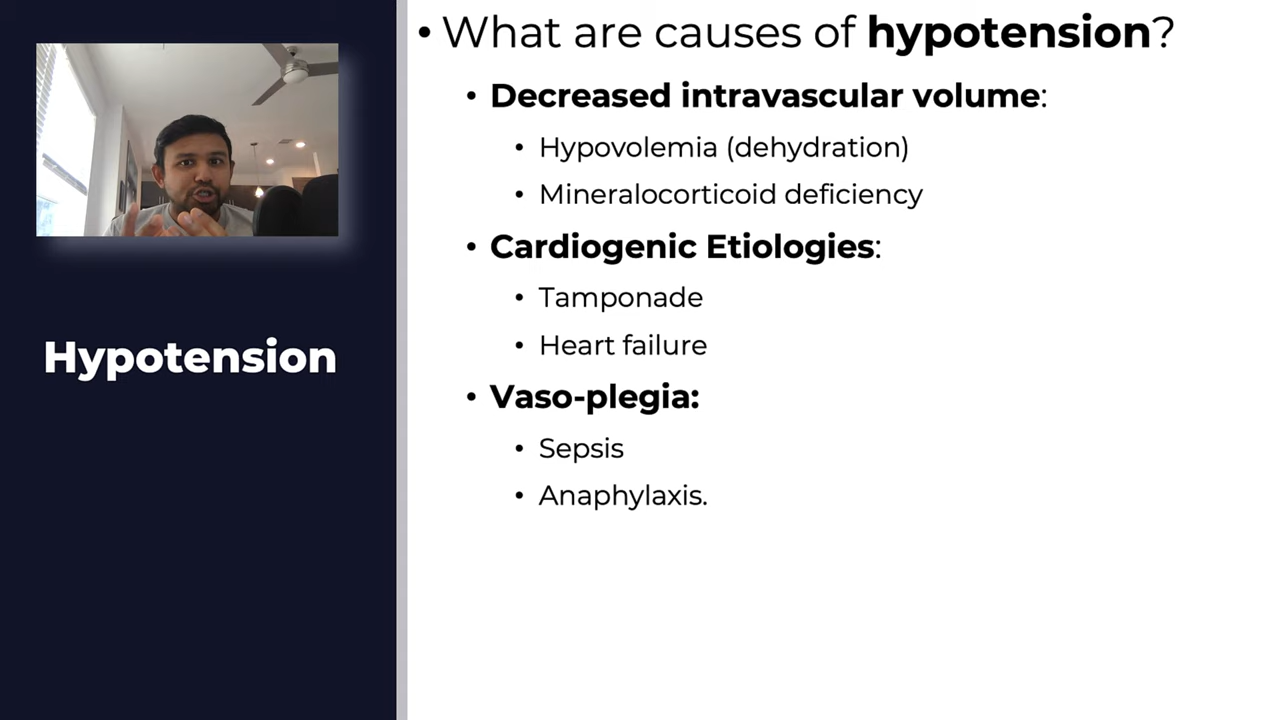 Hypotension
• What are causes of hypotension?
• Decreased intravascular volume:
• Hypovolemia (dehydration)
• Mineralocorticoid deficiency
• Cardiogenic Etiologies:
• Tamponade
• Heart failure
• Vaso-plegia:
• Sepsis
• Anaphylaxis.